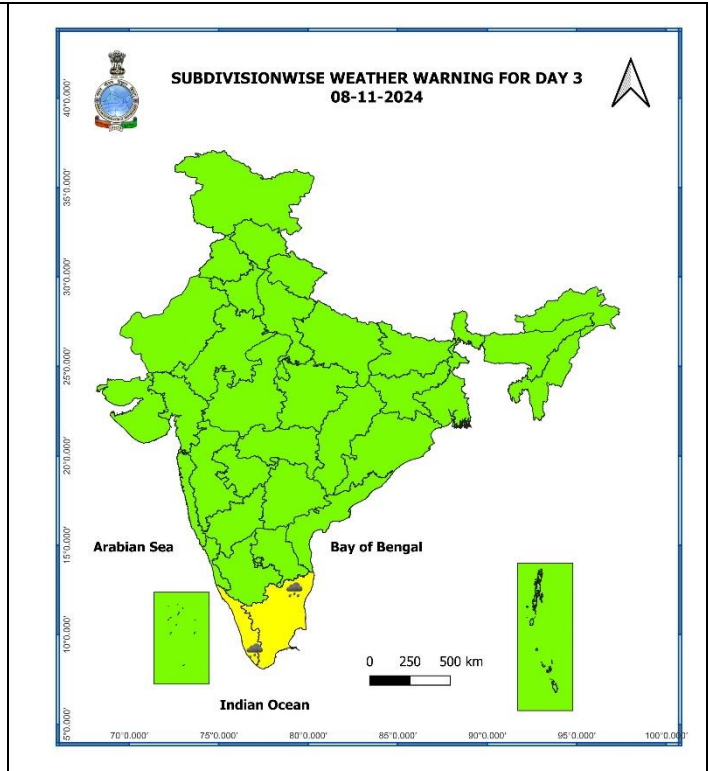 SUBDIVISIONWISE WEATHER WARNING FOR DAY 3
08-11-2024
40°0.000'
35°0.000'
30°0.000'
25°0.000'
20°0.000'
15°0.000'
10°0.000'
5°0.000'
Arabian Sea
Bay of Bengal
0 250 500 km
Indian Ocean
70°0.000' 75°0.000' 80°0.000' 85°0.000' 90°0.000' 95°0.000' 100°0.000'